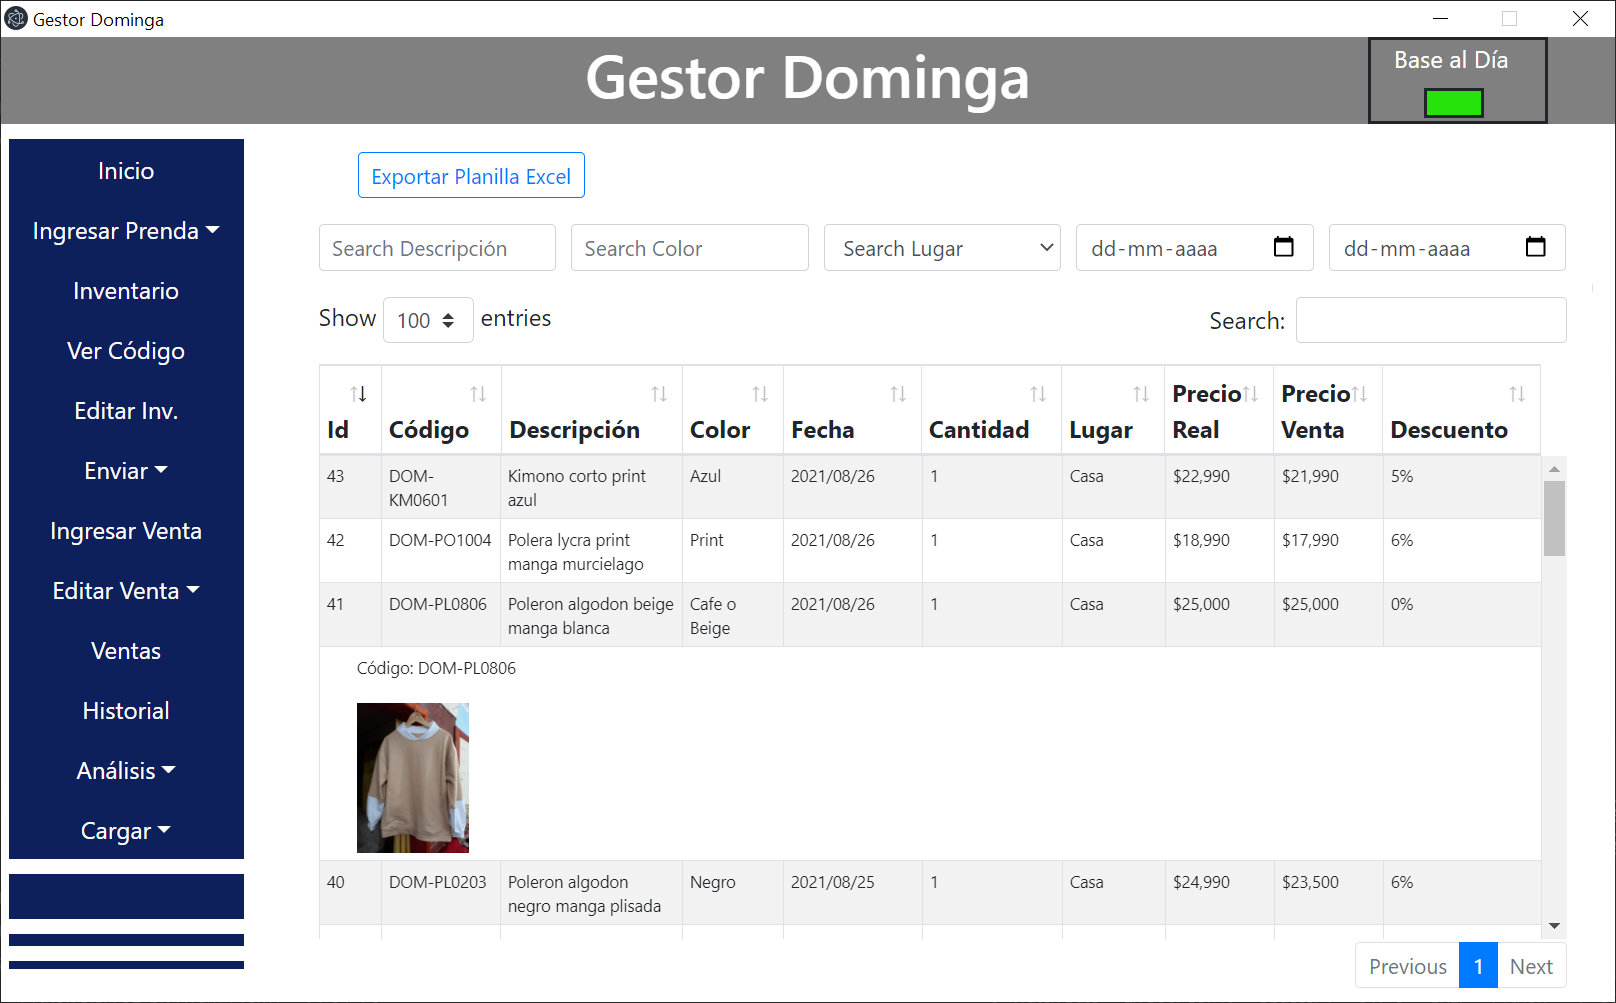 Gestor Dominga
Gestor Dominga
Base al Día
Inicio
Ingresar Prenda
Inventario
Ver Código
Editar Inv.
Enviar
Ingresar Venta
Editar Venta
Ventas
Historial
Análisis
Cargar
Exportar Planilla Excel
Search Descripción Search Color Search Lugar dd-mm-aaaa dd-mm-aaaa
Show 100 entries Search:
Id Código Descripción Color Fecha Cantidad Lugar Precio Real Precio Venta Descuento
43 DOM-KM0601 Kimono corto print azul Azul 2021/08/26 1 Casa $22,990 $21,990 5%
42 DOM-PO1004 Polera lycra print manga murcielago Print 2021/08/26 1 Casa $18,990 $17,990 6%
41 DOM-PL0806 Poleron algodon beige manga blanca Cafe o Beige 2021/08/26 1 Casa $25,000 $25,000 0%
Código: DOM-PL0806
40 DOM-PL0203 Poleron algodon negro manga plisada Negro 2021/08/25 1 Casa $24,990 $23,500 6%
Previous 1 Next